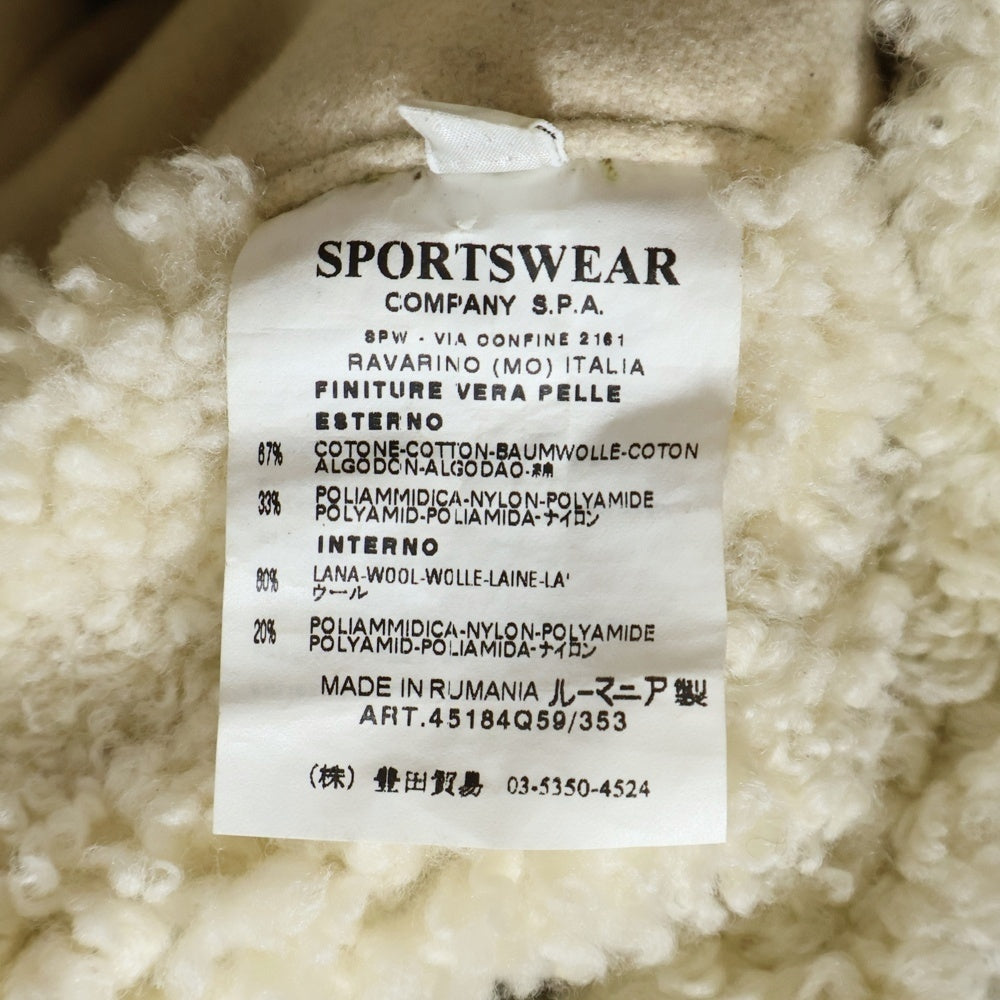 SPORTSWEAR
COMPANY S.P.A.
SPW - VIA CONFINE 2161
RAVARINO (MO) ITALIA
FINITURE VERA PELLE
ESTERNO
67% COTONE-COTTON-BAUMWOLLE-COTON
ALGODON-ALGODAO-綿
33% POLIAMMIDICA-NYLON-POLYAMIDE
POLYAMID-POLIAMIDA-ナイロン
INTERNO
80% LANA-WOOL-WOLLE-LAINE-LA'
ウール
20% POLIAMMIDICA-NYLON-POLYAMIDE
POLYAMID-POLIAMIDA-ナイロン
MADE IN RUMANIA ルーマニア製
ART.45184Q59/353
(株) 豊田貿易 03-5350-4524